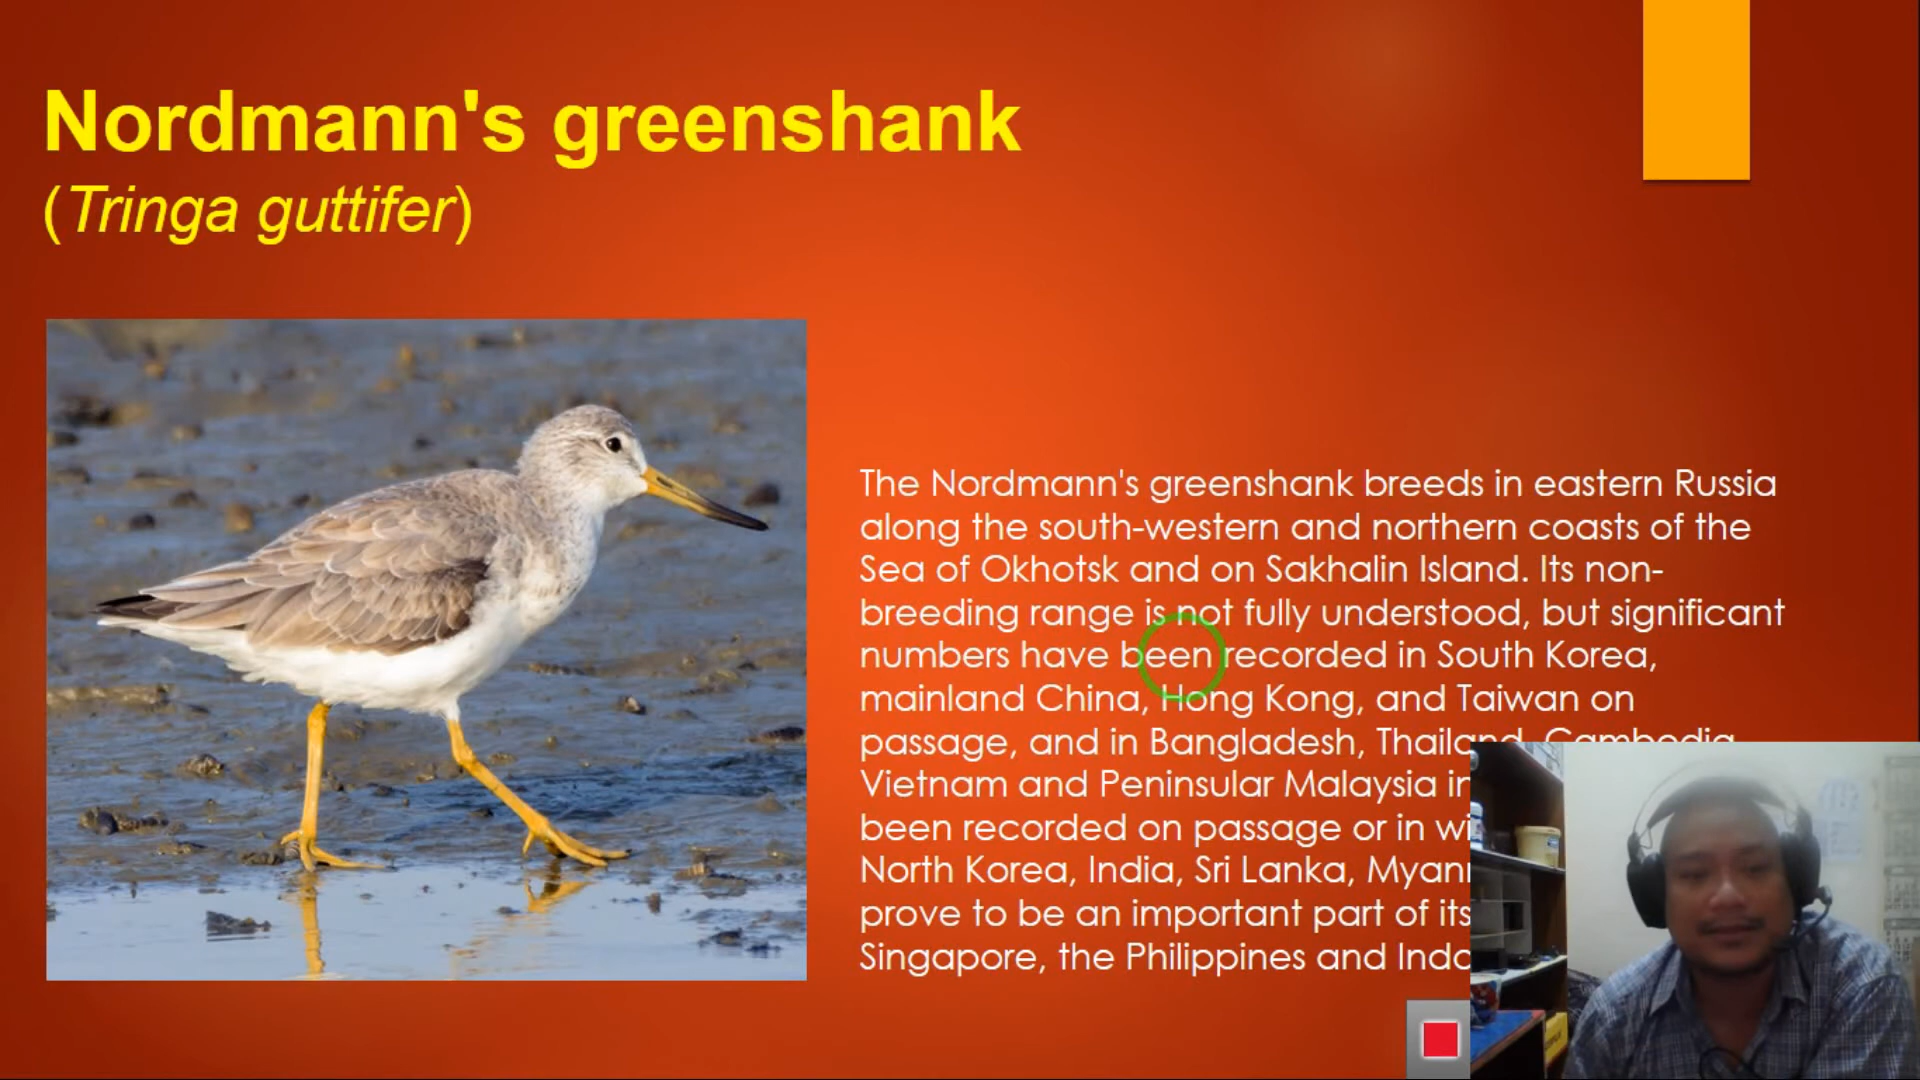 Nordmann's greenshank
(Tringa guttifer)
The Nordmann's greenshank breeds in eastern Russia
along the south-western and northern coasts of the
Sea of Okhotsk and on Sakhalin Island. Its non-
breeding range is not fully understood, but significant
numbers have been recorded in South Korea,
mainland China, Hong Kong, and Taiwan on
passage, and in Bangladesh, Thailand, Cambodia
Vietnam and Peninsular Malaysia in
been recorded on passage or in
North Korea, India, Sri Lanka,
prove to be an important part of its
Singapore, the Philippines and